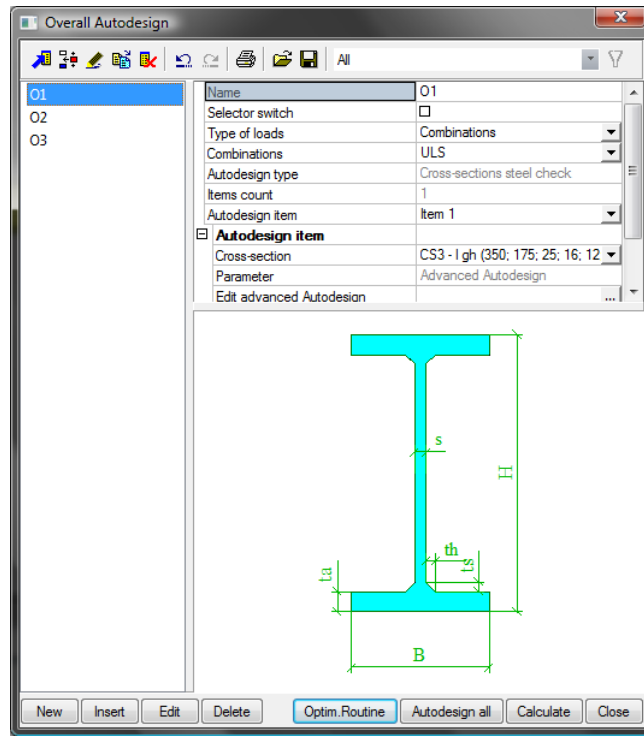 Overall Autodesign
All
O1
O2
O3
Name O1
Selector switch
Type of loads Combinations
Combinations ULS
Autodesign type Cross-sections steel check
Items count 1
Autodesign item Item 1
Autodesign item
Cross-section CS3 - I gh (350; 175; 25; 16; 12
Parameter Advanced Autodesign
Edit advanced Autodesign ...
s
H
th
ts
ta
B
New Insert Edit Delete Optim.Routine Autodesign all Calculate Close